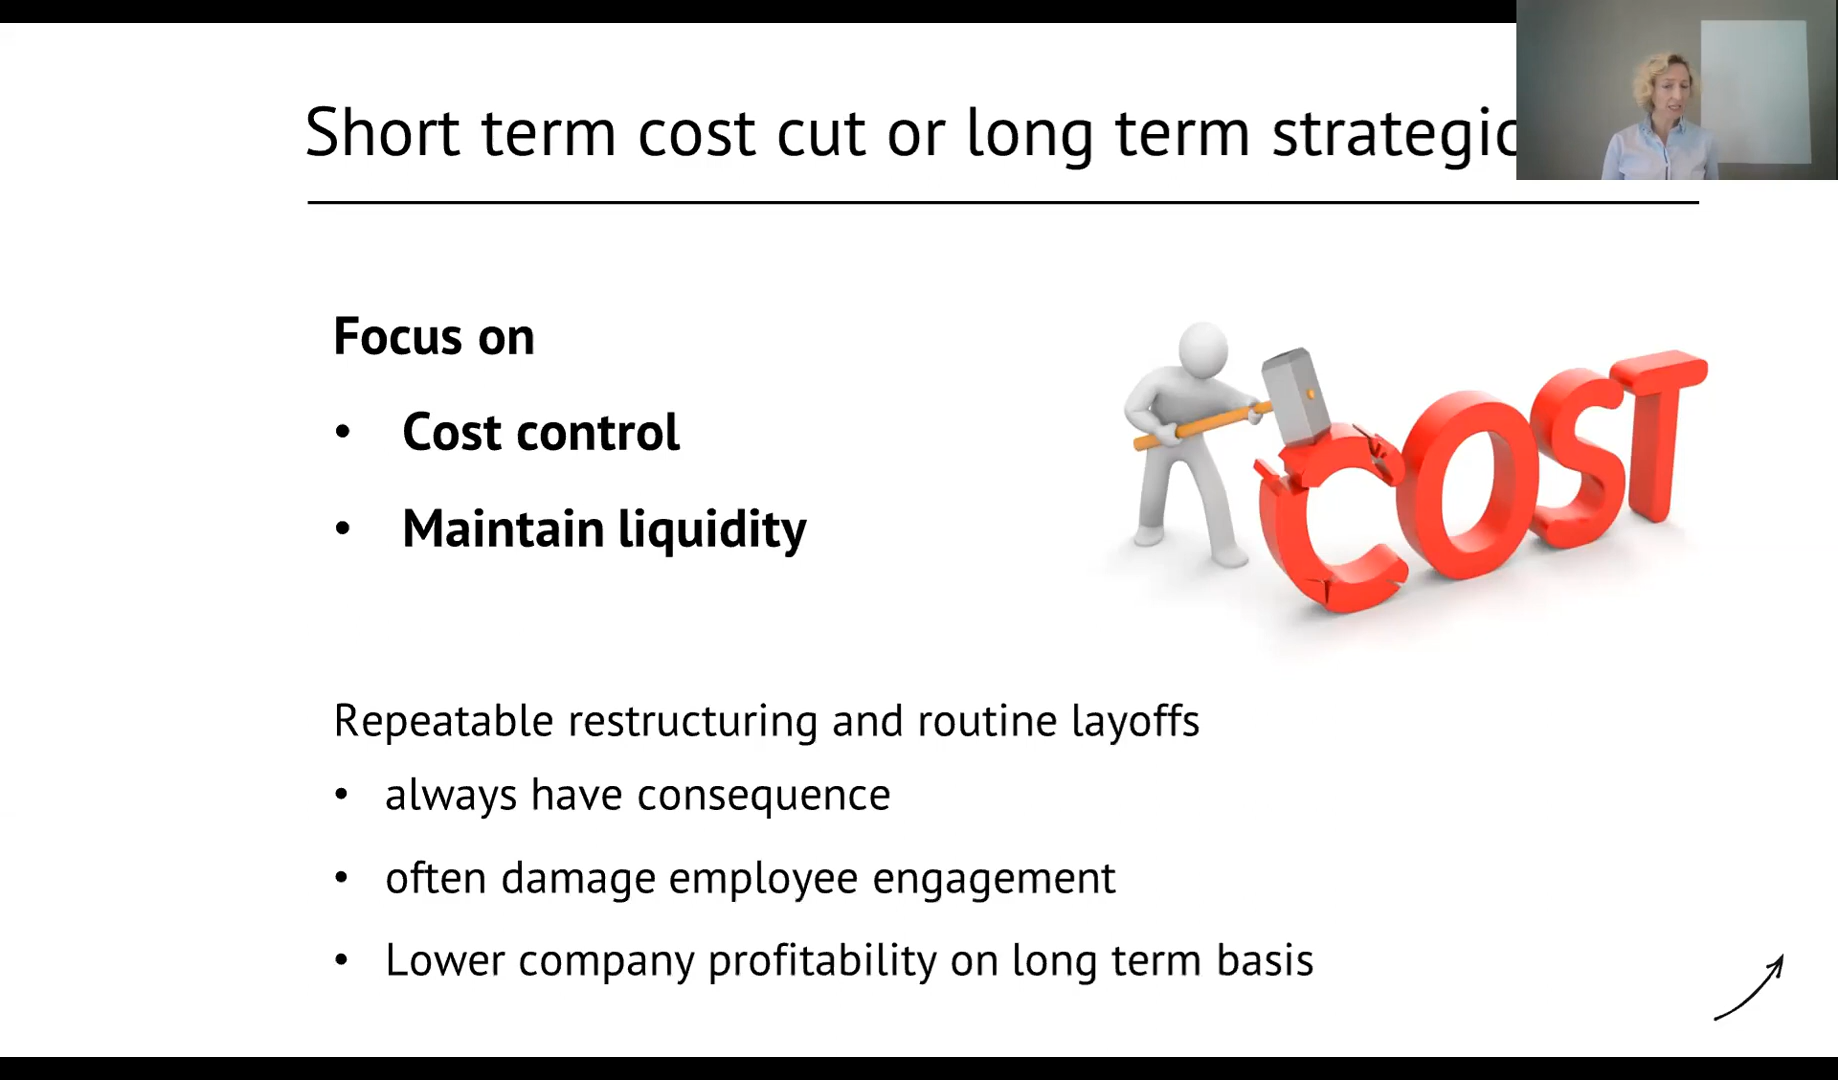 Short term cost cut or long term strategic
Focus on
• Cost control
• Maintain liquidity
COST
Repeatable restructuring and routine layoffs
• always have consequence
• often damage employee engagement
• Lower company profitability on long term basis